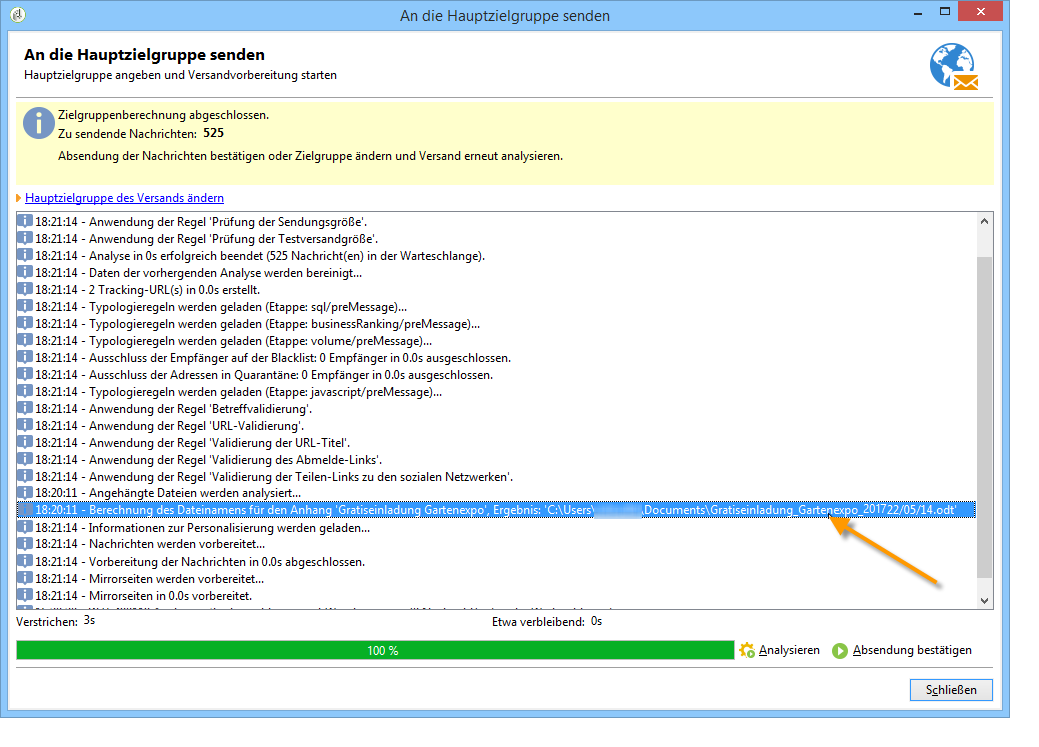 An die Hauptzielgruppe senden
An die Hauptzielgruppe senden
Hauptzielgruppe angeben und Versandvorbereitung starten
Zielgruppenberechnung abgeschlossen.
Zu sendende Nachrichten: 525
Absendung der Nachrichten bestätigen oder Zielgruppe ändern und Versand erneut analysieren.
Hauptzielgruppe des Versands ändern
18:21:14 - Anwendung der Regel 'Prüfung der Sendungsgröße'.
18:21:14 - Anwendung der Regel 'Prüfung der Testversandgröße'.
18:21:14 - Analyse in 0s erfolgreich beendet (525 Nachricht(en) in der Warteschlange).
18:21:14 - Daten der vorhergenden Analyse werden bereinigt...
18:21:14 - 2 Tracking-URL(s) in 0.0s erstellt.
18:21:14 - Typologieregeln werden geladen (Etappe: sql/preMessage)...
18:21:14 - Typologieregeln werden geladen (Etappe: businessRanking/preMessage)...
18:21:14 - Typologieregeln werden geladen (Etappe: volume/preMessage)...
18:21:14 - Ausschluss der Empfänger auf der Blacklist: 0 Empfänger in 0.0s ausgeschlossen.
18:21:14 - Ausschluss der Adressen in Quarantäne: 0 Empfänger in 0.0s ausgeschlossen.
18:21:14 - Typologieregeln werden geladen (Etappe: javascript/preMessage)...
18:21:14 - Anwendung der Regel 'Betreffvalidierung'.
18:21:14 - Anwendung der Regel 'URL-Validierung'.
18:21:14 - Anwendung der Regel 'Validierung der URL-Titel'.
18:21:14 - Anwendung der Regel 'Validierung des Abmelde-Links'.
18:21:14 - Anwendung der Regel 'Validierung der Teilen-Links zu den sozialen Netzwerken'.
18:20:11 - Angehängte Dateien werden analysiert...
18:20:11 - Berechnung des Dateinamens für den Anhang 'Gratiseinladung Gartenexpo', Ergebnis: 'C:\Users\ \Documents\Gratiseinladung_Gartenexpo_201722/05/14.odt'
18:21:14 - Informationen zur Personalisierung werden geladen...
18:21:14 - Nachrichten werden vorbereitet...
18:21:14 - Vorbereitung der Nachrichten in 0.0s abgeschlossen.
18:21:14 - Mirrorseiten werden vorbereitet...
18:21:14 - Mirrorseiten in 0.0s vorbereitet.
Verstrichen: 3s Etwa verbleibend: 0s
100 % Analysieren Absendung bestätigen
Schließen